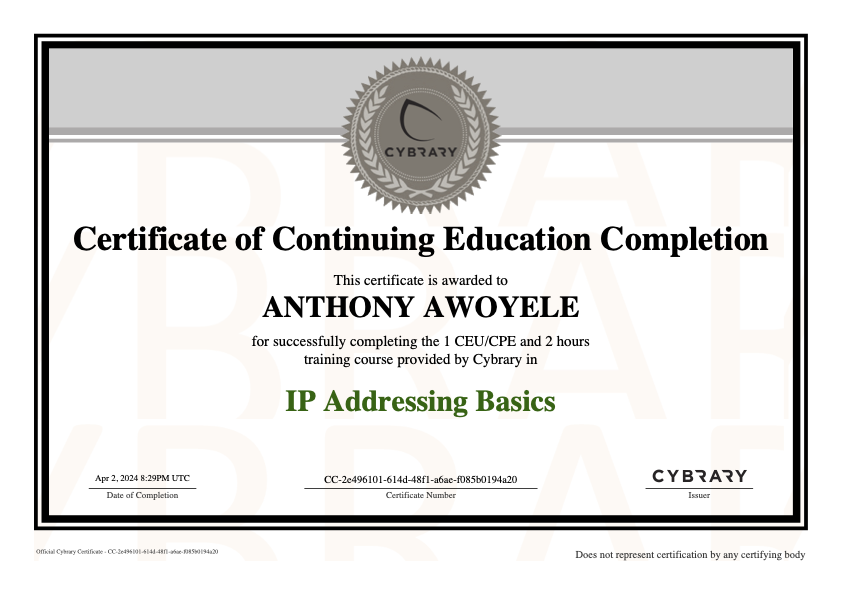 CYBRARY
Certificate of Continuing Education Completion
This certificate is awarded to
ANTHONY AWOYELE
for successfully completing the 1 CEU/CPE and 2 hours
training course provided by Cybrary in
IP Addressing Basics
Apr 2, 2024 8:29PM UTC
Date of Completion
CC-2e496101-614d-48f1-a6ae-f085b0194a20
Certificate Number
CYBRARY
Issuer
Official Cybrary Certificate - CC-2e496101-614d-48f1-a6ae-f085b0194a20
Does not represent certification by any certifying body